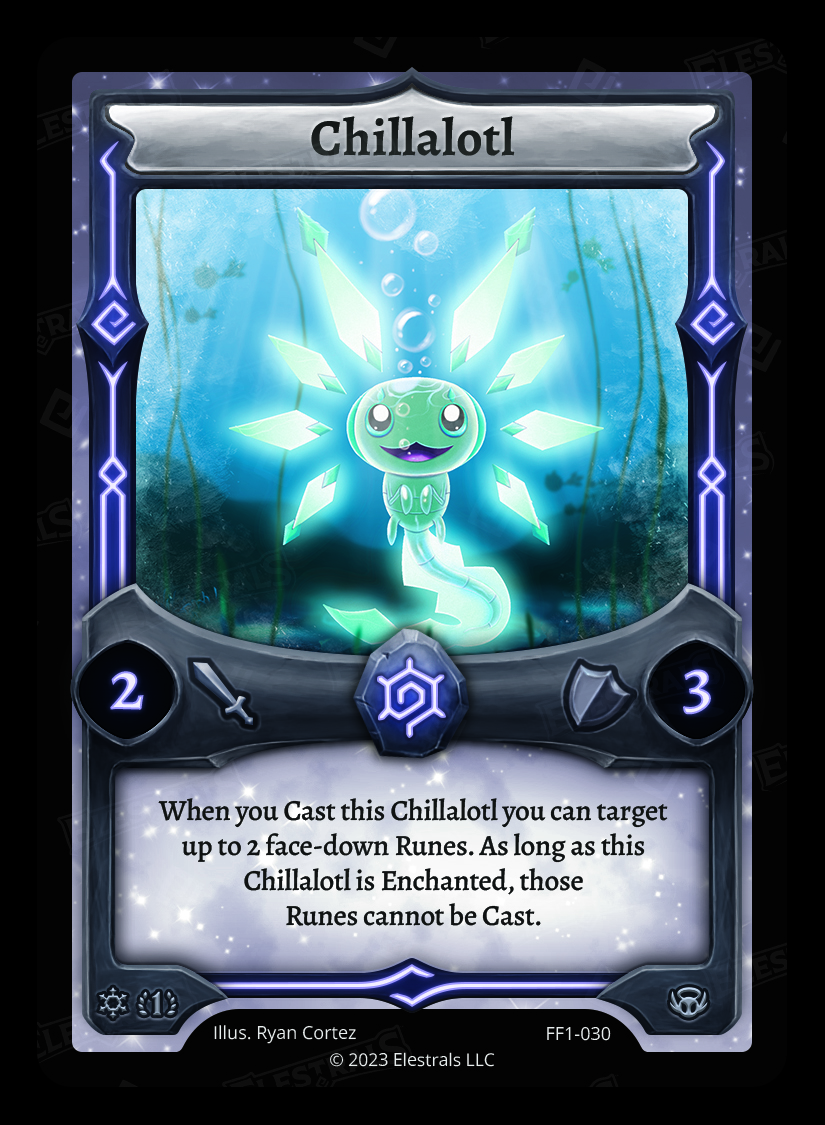 Chillalotl
2
3
When you Cast this Chillalotl you can target
up to 2 face-down Runes. As long as this
Chillalotl is Enchanted, those
Runes cannot be Cast.
1
Illus. Ryan Cortez
FF1-030
© 2023 Elestrals LLC